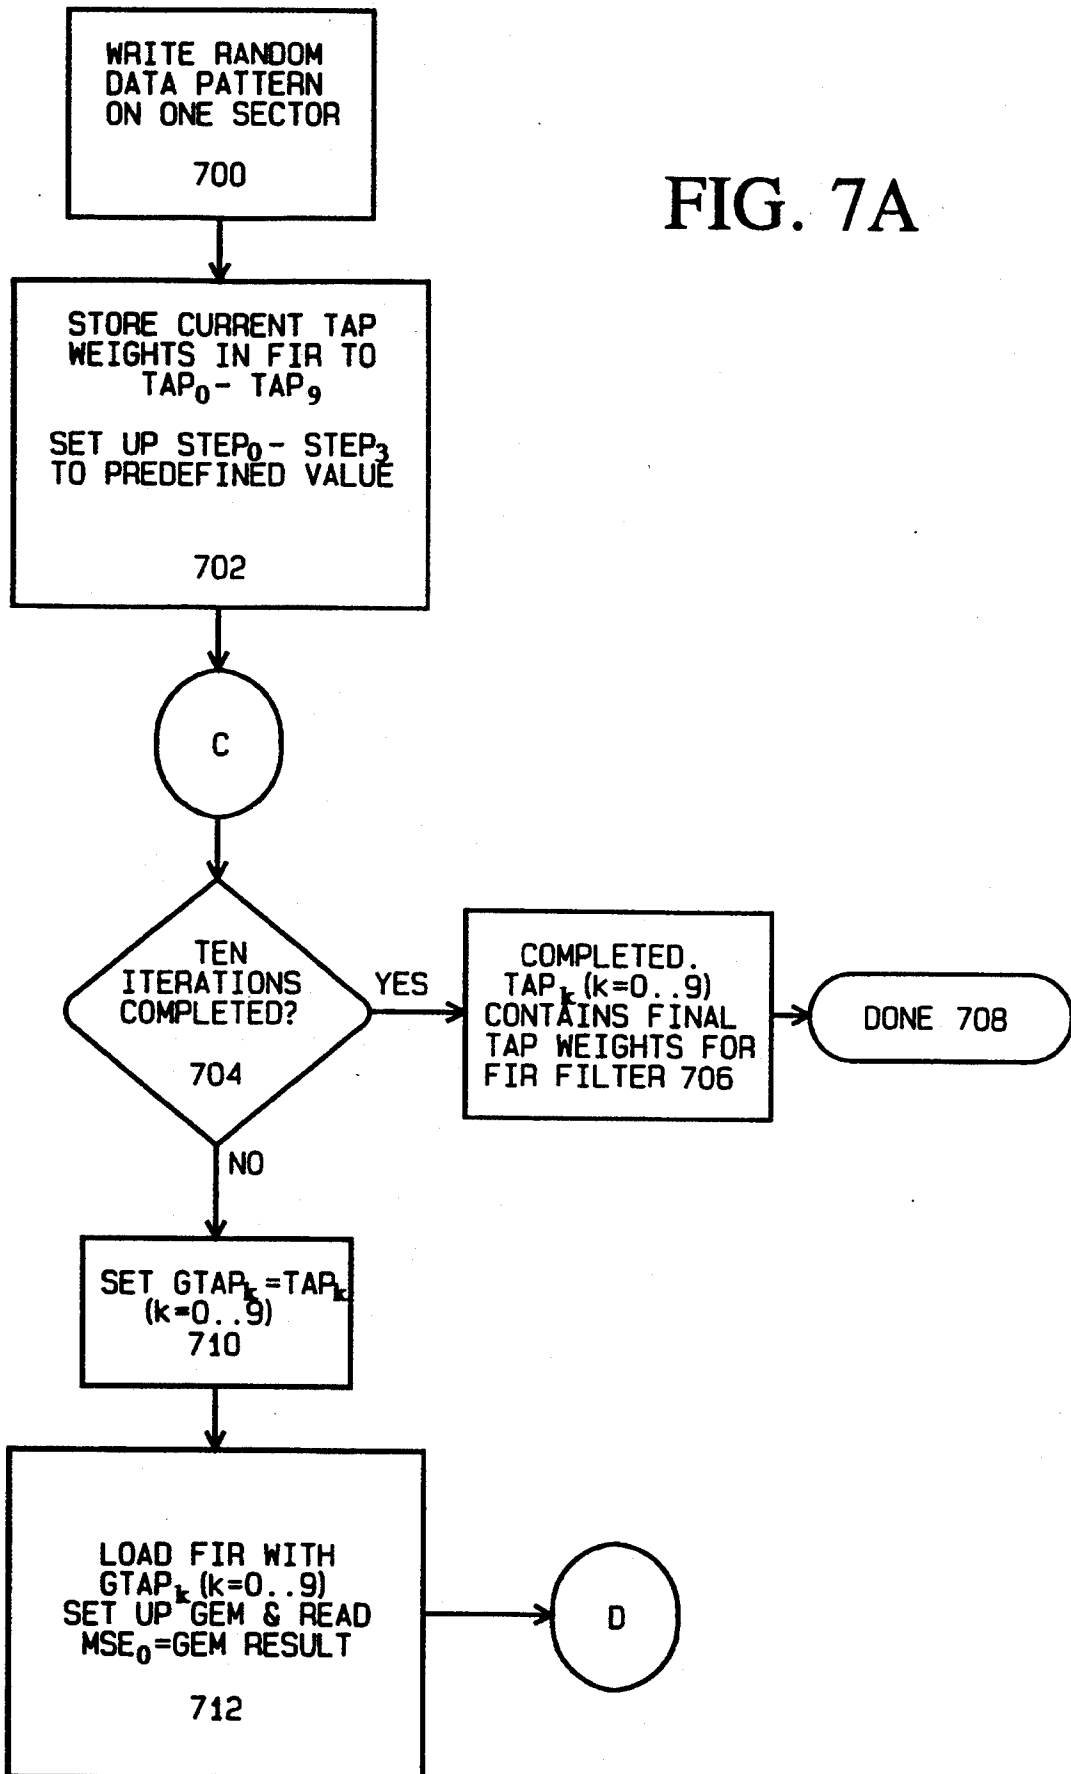 WRITE RANDOM
DATA PATTERN
ON ONE SECTOR
700
FIG. 7A
STORE CURRENT TAP
WEIGHTS IN FIR TO
TAP₀- TAP₉
SET UP STEP₀- STEP₃
TO PREDEFINED VALUE
702
C
TEN
ITERATIONS
COMPLETED?
704
YES
COMPLETED.
TAPₖ(k=0..9)
CONTAINS FINAL
TAP WEIGHTS FOR
FIR FILTER 706
DONE 708
NO
SET GTAPₖ=TAPₖ
(k=0..9)
710
LOAD FIR WITH
GTAPₖ(k=0..9)
SET UP GEM & READ
MSE₀=GEM RESULT
712
D